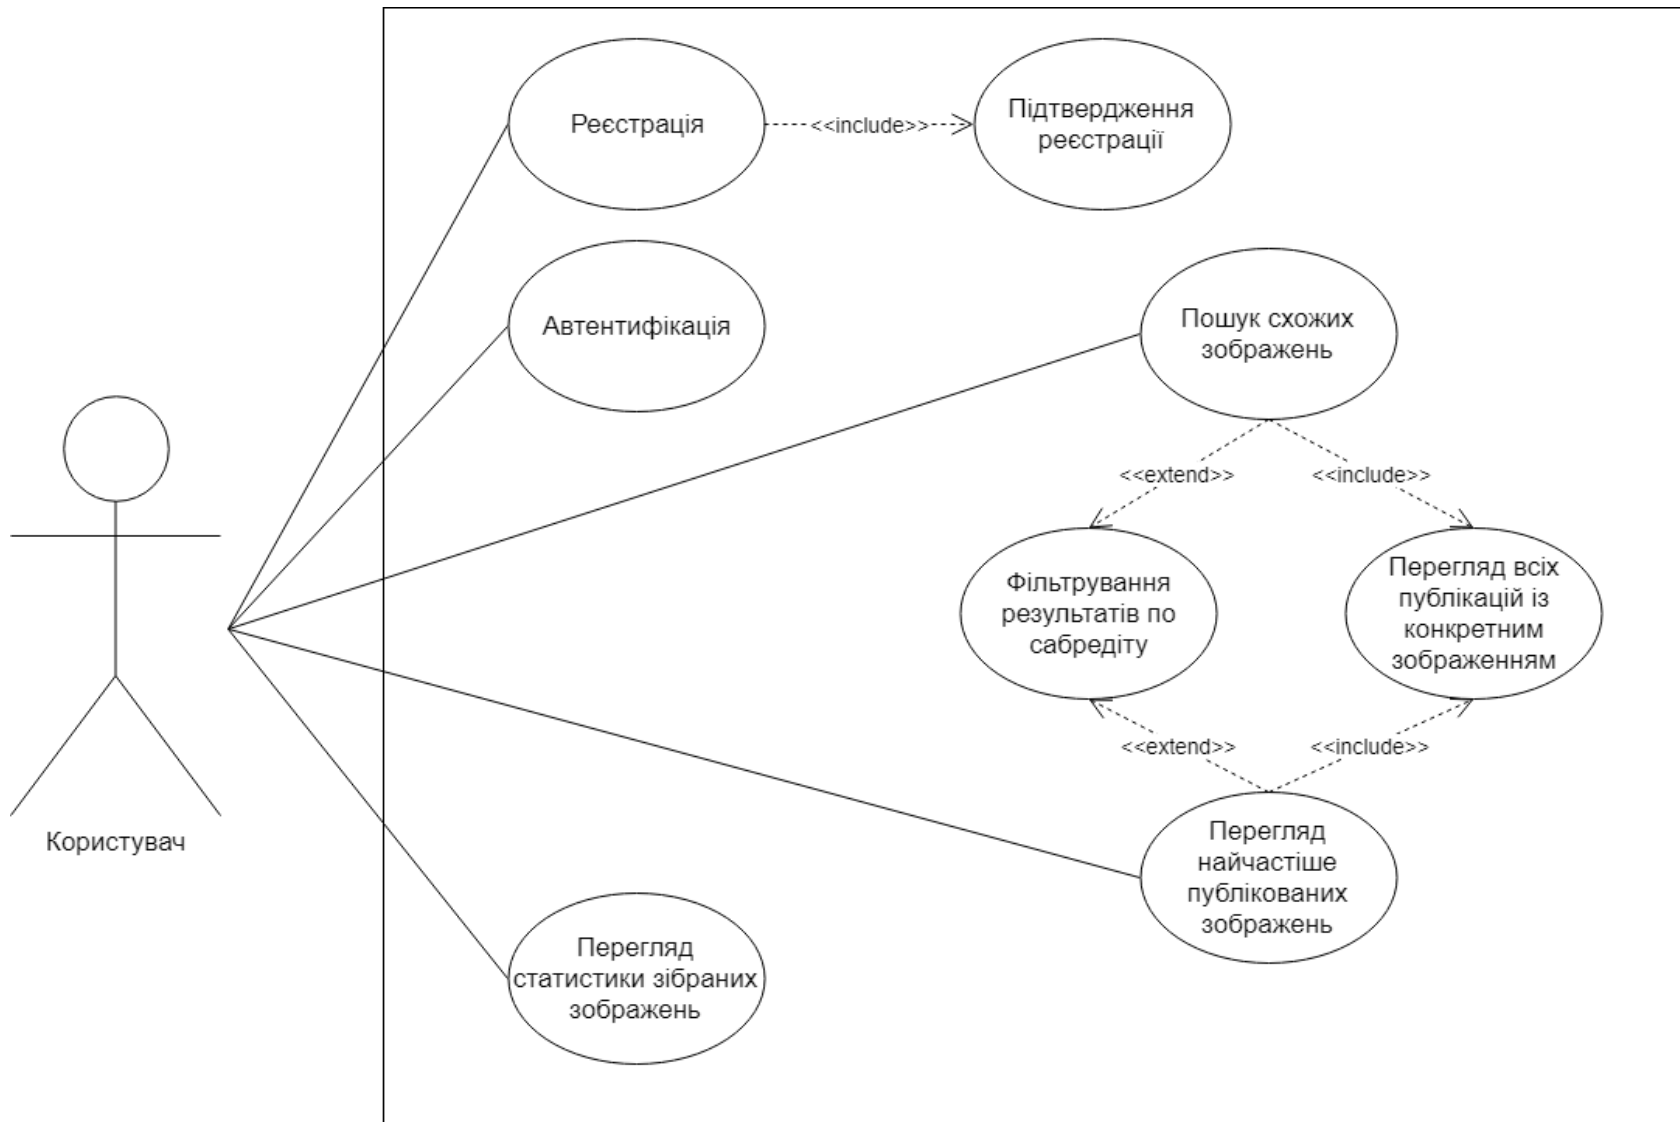 Реєстрація
<<include>>
Підтвердження
реєстрації
Автентифікація
Пошук схожих
зображень
<<extend>>
<<include>>
Фільтрування
результатів по
сабредіту
Перегляд всіх
публікацій із
конкретним
зображенням
<<extend>>
<<include>>
Перегляд
найчастіше
публікованих
зображень
Користувач
Перегляд
статистики зібраних
зображень